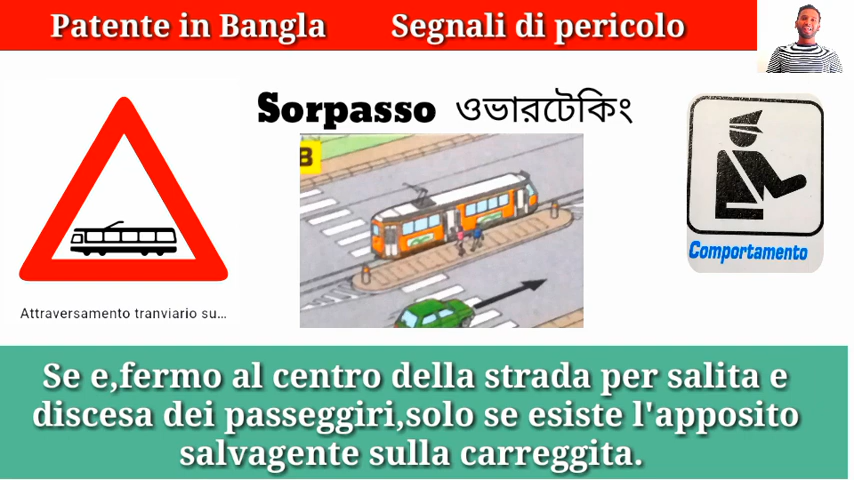 Patente in Bangla Segnali di pericolo
Sorpasso ওভারটেকিং
B
Comportamento
Attraversamento tranviario su...
Se e,fermo al centro della strada per salita e
discesa dei passeggiri,solo se esiste l'apposito
salvagente sulla carreggita.